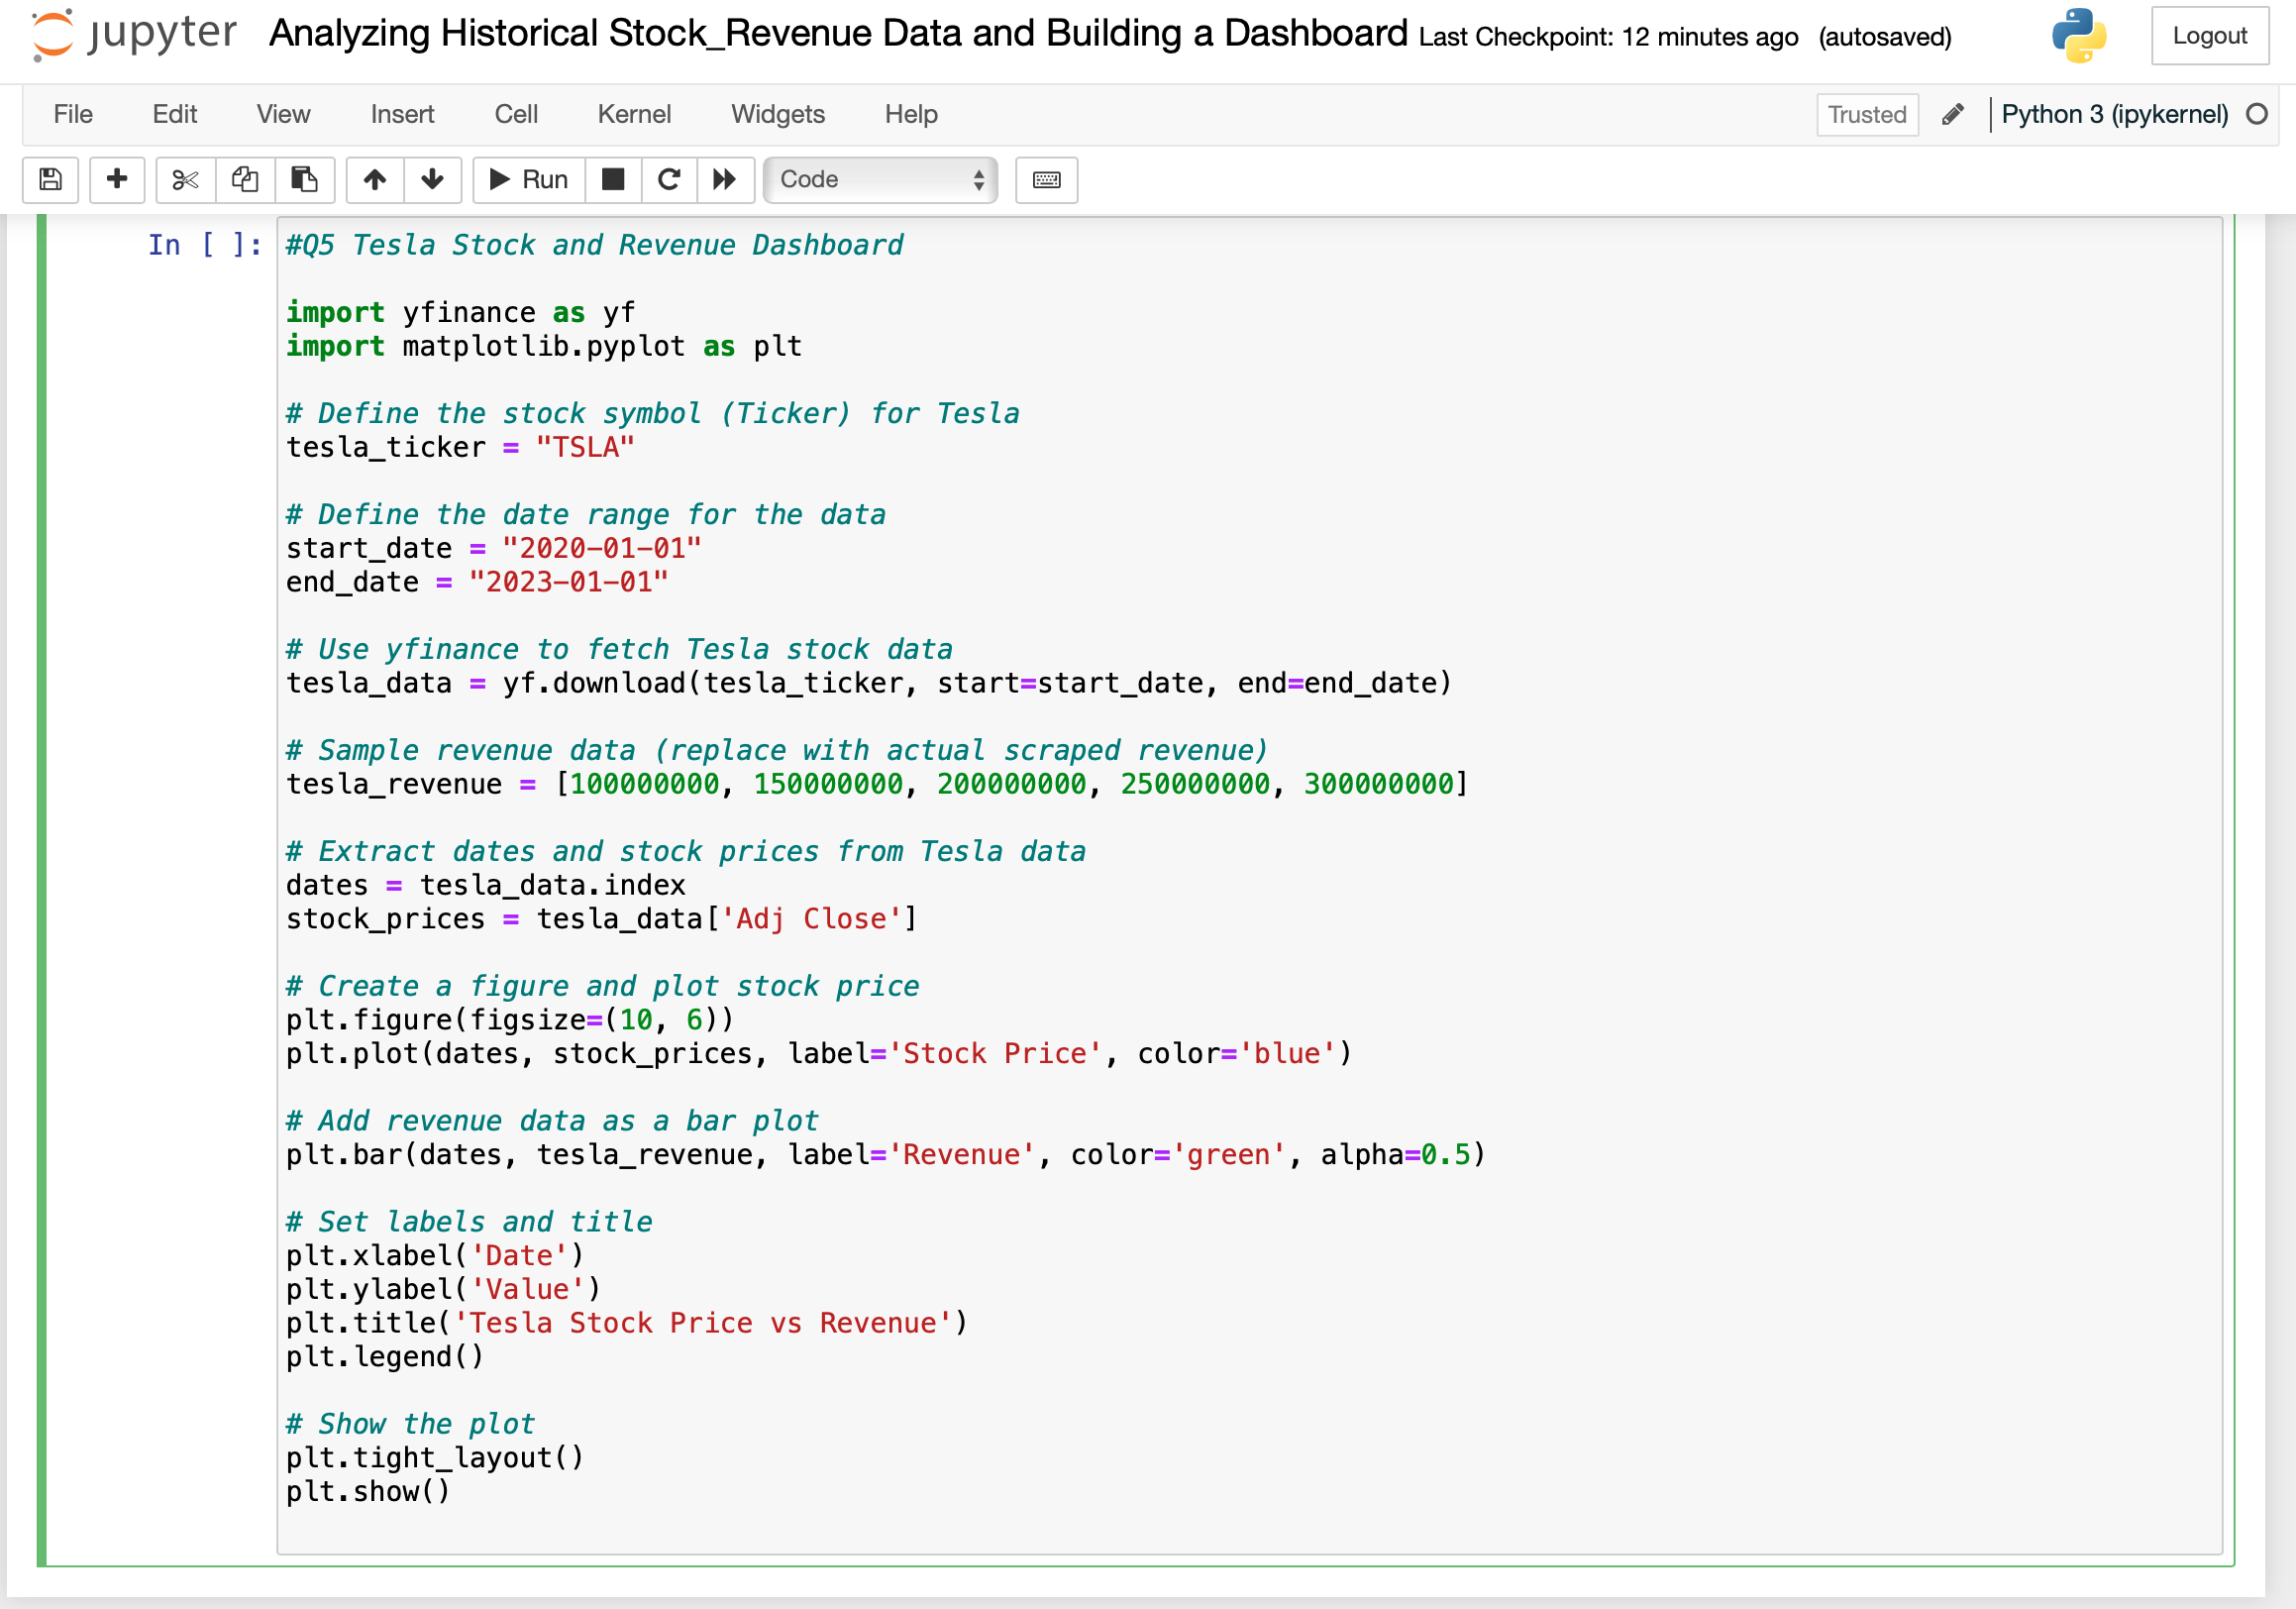 jupyter Analyzing Historical Stock_Revenue Data and Building a Dashboard Last Checkpoint: 12 minutes ago (autosaved) Logout
File Edit View Insert Cell Kernel Widgets Help Trusted Python 3 (ipykernel)
Run Code
In [ ]: #Q5 Tesla Stock and Revenue Dashboard
import yfinance as yf
import matplotlib.pyplot as plt
# Define the stock symbol (Ticker) for Tesla
tesla_ticker = "TSLA"
# Define the date range for the data
start_date = "2020-01-01"
end_date = "2023-01-01"
# Use yfinance to fetch Tesla stock data
tesla_data = yf.download(tesla_ticker, start=start_date, end=end_date)
# Sample revenue data (replace with actual scraped revenue)
tesla_revenue = [100000000, 150000000, 200000000, 250000000, 300000000]
# Extract dates and stock prices from Tesla data
dates = tesla_data.index
stock_prices = tesla_data['Adj Close']
# Create a figure and plot stock price
plt.figure(figsize=(10, 6))
plt.plot(dates, stock_prices, label='Stock Price', color='blue')
# Add revenue data as a bar plot
plt.bar(dates, tesla_revenue, label='Revenue', color='green', alpha=0.5)
# Set labels and title
plt.xlabel('Date')
plt.ylabel('Value')
plt.title('Tesla Stock Price vs Revenue')
plt.legend()
# Show the plot
plt.tight_layout()
plt.show()